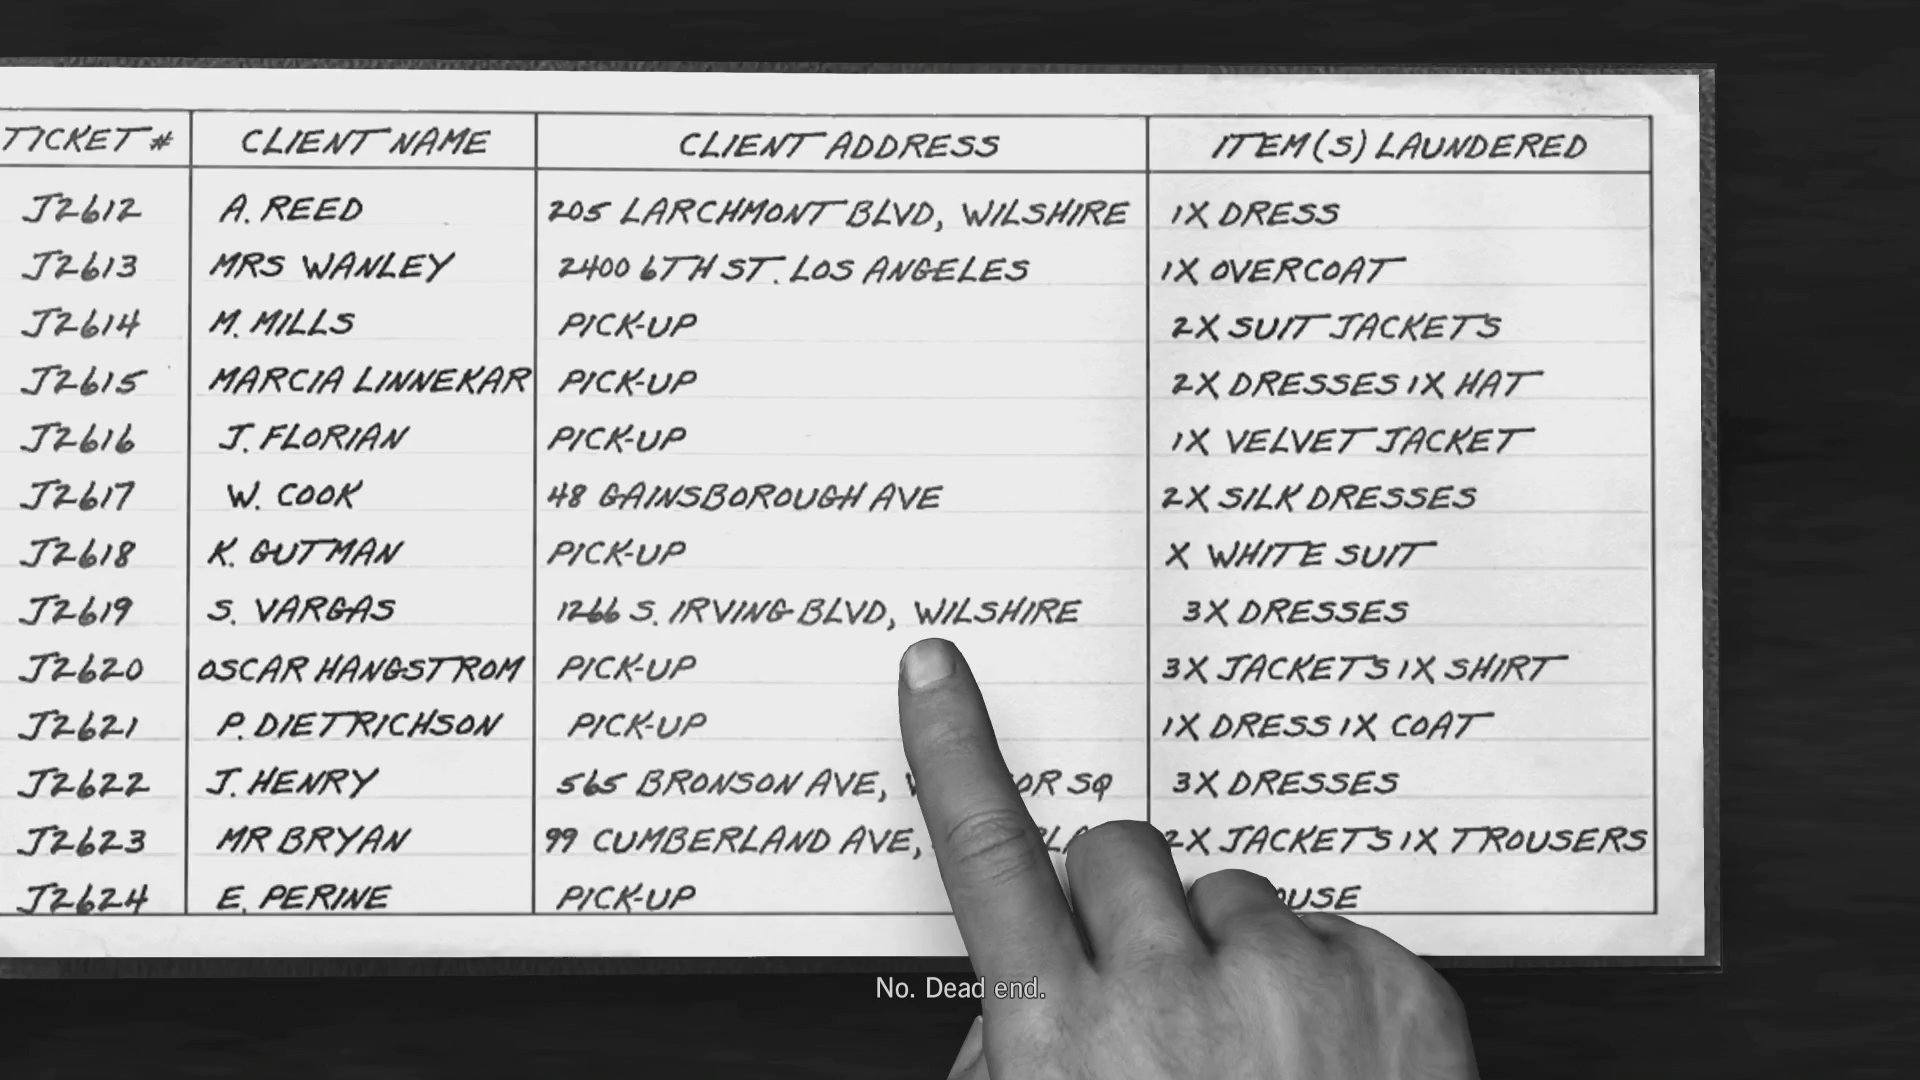 TICKET # CLIENT NAME CLIENT ADDRESS ITEM(S) LAUNDERED
J2612 A. REED 205 LARCHMONT BLVD, WILSHIRE 1X DRESS
J2613 MRS WANLEY 2400 6TH ST. LOS ANGELES 1X OVERCOAT
J2614 M. MILLS PICK-UP 2X SUIT JACKETS
J2615 MARCIA LINNEKAR PICK-UP 2X DRESSES 1X HAT
J2616 J. FLORIAN PICK-UP 1X VELVET JACKET
J2617 W. COOK 48 GAINSBOROUGH AVE 2X SILK DRESSES
J2618 K. GUTMAN PICK-UP X WHITE SUIT
J2619 S. VARGAS 1266 S. IRVING BLVD, WILSHIRE 3X DRESSES
J2620 OSCAR HANGSTROM PICK-UP 3X JACKETS 1X SHIRT
J2621 P. DIETRICHSON PICK-UP 1X DRESS 1X COAT
J2622 J. HENRY 565 BRONSON AVE, SQ 3X DRESSES
J2623 MR BRYAN 99 CUMBERLAND AVE, 2X JACKETS 1X TROUSERS
J2624 E. PERINE PICK-UP
No. Dead end.